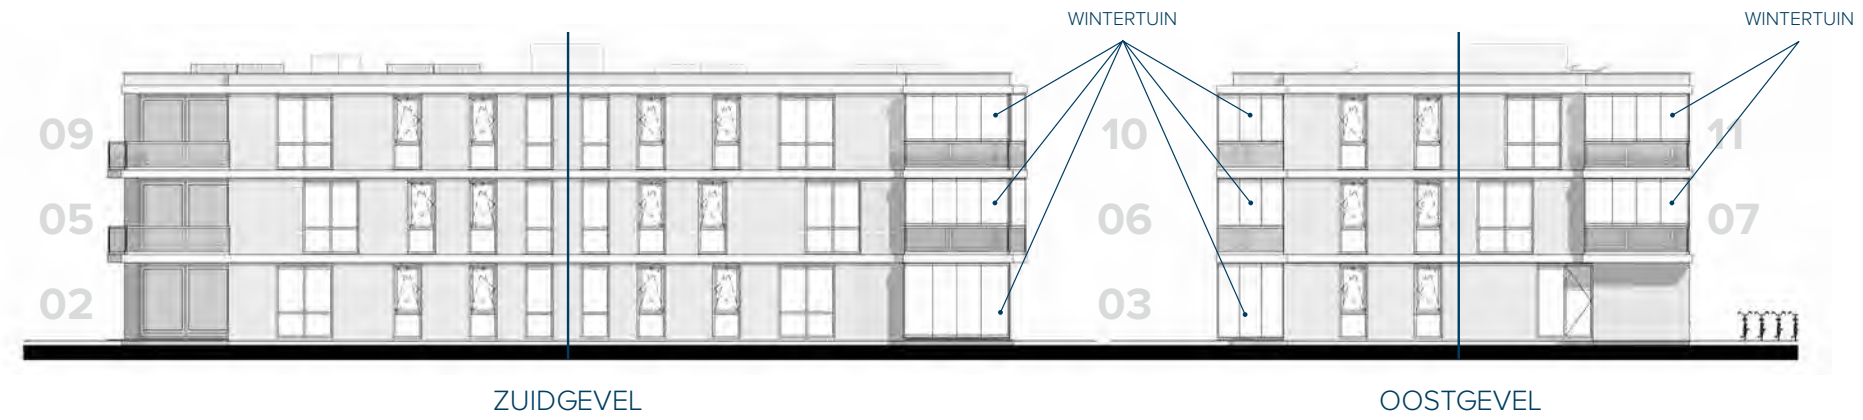 WINTERTUIN WINTERTUIN
09 10 11
05 06 07
02 03
ZUIDGEVEL OOSTGEVEL